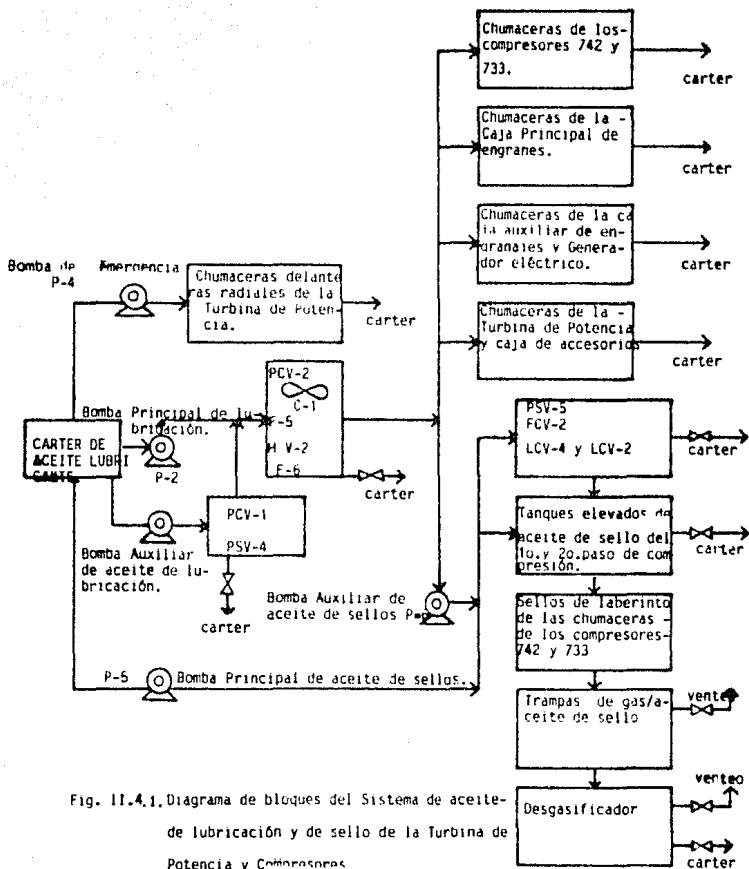 Chumaceras de los-
compresores 742 y
733.
carter
Chumaceras de la -
Caja Principal de
engranes.
carter
Chumaceras de la ca
ja auxiliar de en-
granajes y Genera-
dor eléctrico.
carter
Chumaceras de la -
Turbina de Potencia
y caja de accesorios
carter
Bomba de Emergencia
P-4
Chumaceras delante
ras radiales de la
Turbina de Poten-
cia.
carter
PCV-2
C-1
F-5
H V-2
F-6
carter
Bomba Principal de lu-
bricación.
CARTER DE
ACEITE LUBRI
CANTE
P-2
PCV-1
PSV-4
carter
Bomba Auxiliar
de aceite de lu-
bricación.
Bomba Auxiliar de
aceite de sellos
P-5
Bomba Principal de aceite de sellos.
PSV-5
FCV-2
LCV-4 y LCV-2
carter
Tanques elevados de
aceite de sello del
1o.y 2o.paso de com
presión.
carter
Sellos de laberinto
de las chumaceras -
de los compresores-
742 y 733
Trampas de gas/a-
ceite de sello
venteo
Desgasificador
venteo
carter
Fig. II.4.1. Diagrama de bloques del Sistema de aceite-
de lubricación y de sello de la Turbina de
Potencia y Compresores